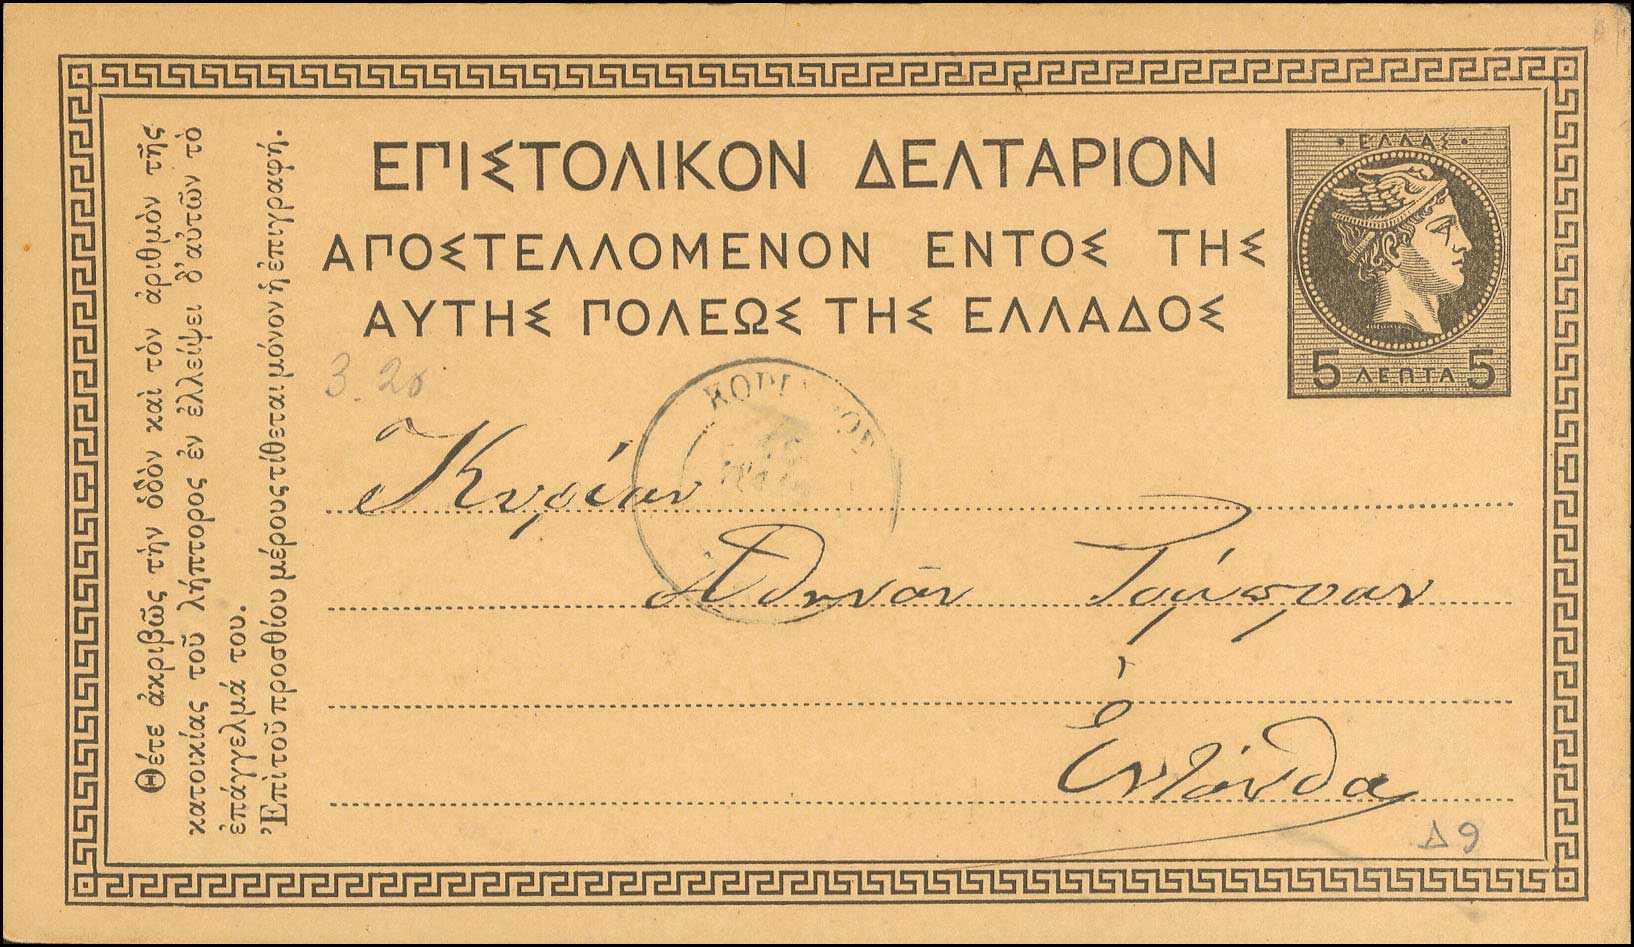 ΕΠΙΣΤΟΛΙΚΟΝ ΔΕΛΤΑΡΙΟΝ
ΑΠΟΣΤΕΛΛΟΜΕΝΟΝ ΕΝΤΟΣ ΤΗΣ
ΑΥΤΗΣ ΠΟΛΕΩΣ ΤΗΣ ΕΛΛΑΔΟΣ
ΕΛΛΑΣ
5 ΛΕΠΤΑ 5
Θέτε ἀκριβῶς τὴν ὁδὸν καὶ τὸν ἀριθμὸν τῆς
κατοικίας τοῦ λήπτορος ἐν ἐλλείψει δ'αὐτῶν τὸ
ἐπάγγελμά του.
Ἐπὶ τοῦ προσθίου μέρους τίθεται μόνον ἡ ἐπιγραφή.
3.20
Κυρίαν
Ἀθηνᾶν
Ἐνταῦθα
Δ9